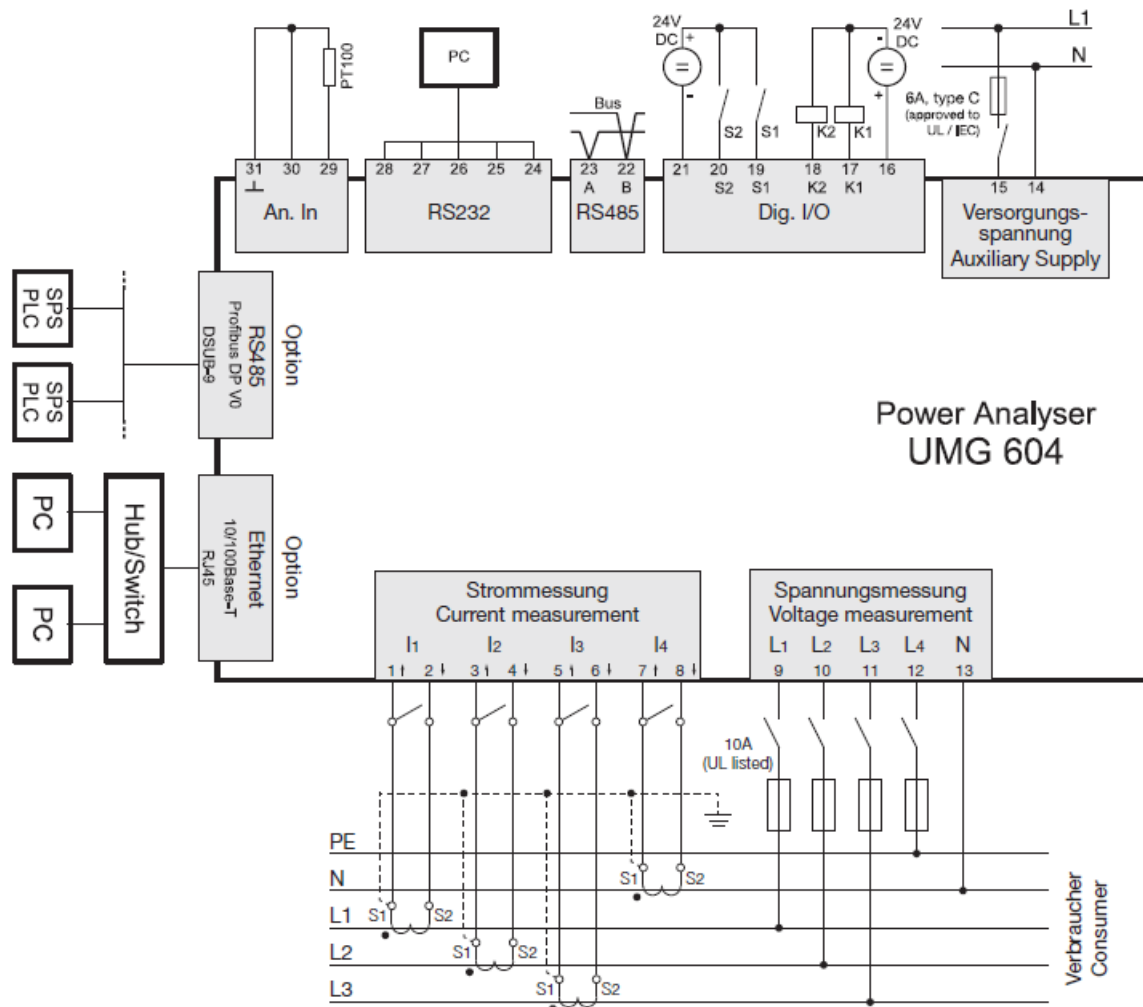 24V
DC
+
-
24V
DC
-
+
L1
N
PT100
PC
Bus
S2
S1
K2
K1
6A, type C
(approved to
UL / IEC)
31
30
29
28
27
26
25
24
23
22
21
20
19
18
17
16
15
14
A
B
S2
S1
K2
K1
An. In
RS232
RS485
Dig. I/O
Versorgungs-
spannung
Auxiliary Supply
SPS
PLC
SPS
PLC
RS485
Profibus DP V0
DSUB-9
Option
Power Analyser
UMG 604
PC
PC
Hub/Switch
Ethernet
10/100Base-T
RJ45
Option
Strommessung
Current measurement
I1
I2
I3
I4
1
2
3
4
5
6
7
8
Spannungsmessung
Voltage measurement
L1
L2
L3
L4
N
9
10
11
12
13
10A
(UL listed)
PE
N
L1
L2
L3
S1
S2
S1
S2
S1
S2
S1
S2
Verbraucher
Consumer